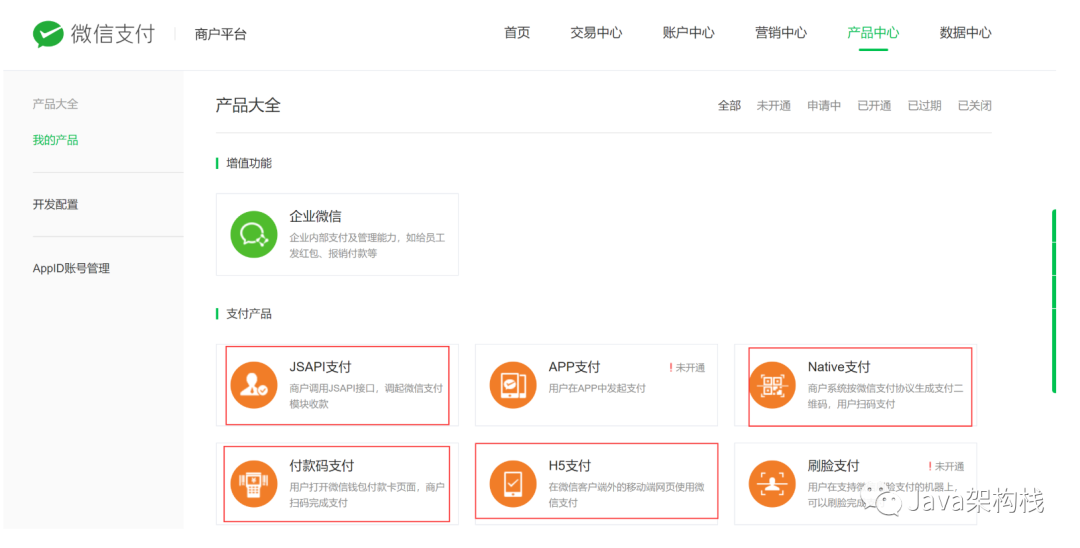 微信支付 商户平台 首页 交易中心 账户中心 营销中心 产品中心 数据中心
产品大全
我的产品
开发配置
AppID账号管理
产品大全 全部 未开通 申请中 已开通 已过期 已关闭
增值功能
企业微信
企业内部支付及管理能力，如给员工
发红包、报销付款等
支付产品
JSAPI支付
商户调用JSAPI接口，调起微信支付
模块收款
APP支付 ! 未开通
用户在APP中发起支付
Native支付
商户系统按微信支付协议生成支付二
维码，用户扫码支付
付款码支付
用户打开微信钱包付款卡页面，商户
扫码完成支付
H5支付
在微信客户端外的移动端网页使用微
信支付
刷脸支付 ! 未开通
用户在支持微 脸支付的机器上，
可以刷脸完
Java架构栈